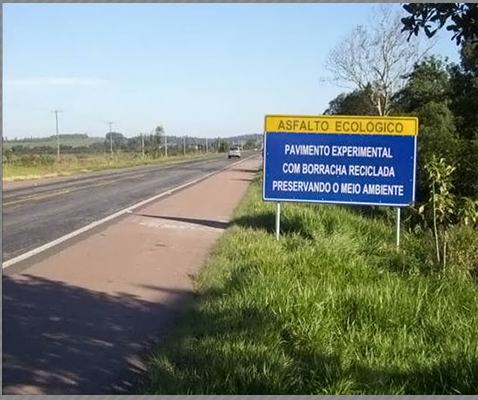 ASFALTO ECOLÓGICO
PAVIMENTO EXPERIMENTAL
COM BORRACHA RECICLADA
PRESERVANDO O MEIO AMBIENTE